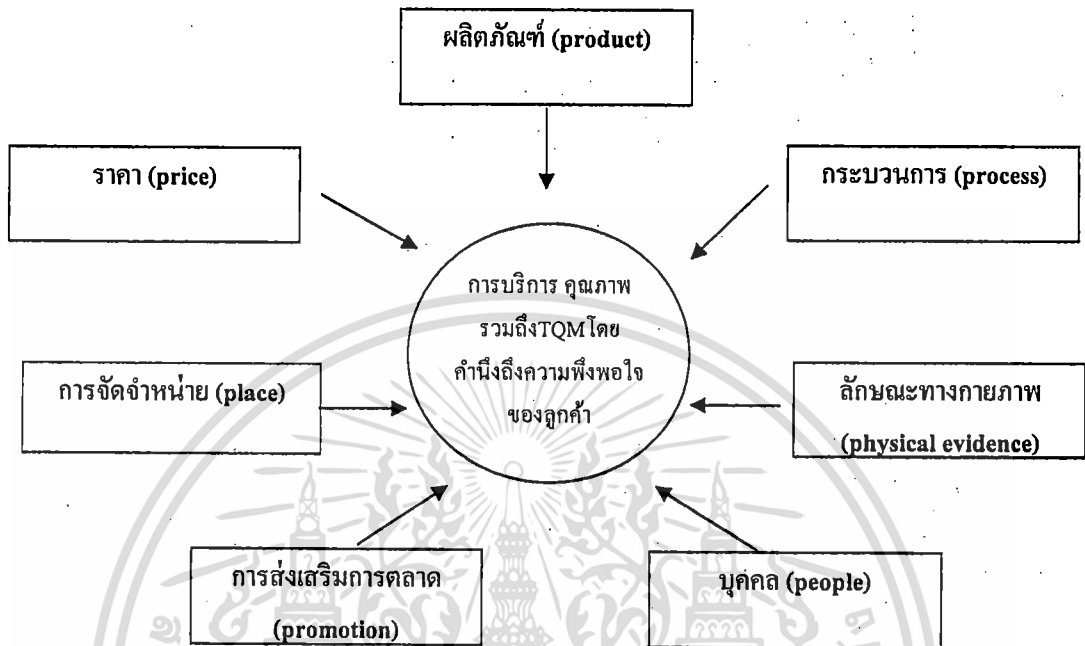 ผลิตภัณฑ์ (product)
ราคา (price)
กระบวนการ (process)
การบริการ คุณภาพ
รวมถึงTQMโดย
คำนึงถึงความพึงพอใจ
ของลูกค้า
การจัดจำหน่าย (place)
ลักษณะทางกายภาพ
(physical evidence)
การส่งเสริมการตลาด
(promotion)
บุคคล (people)